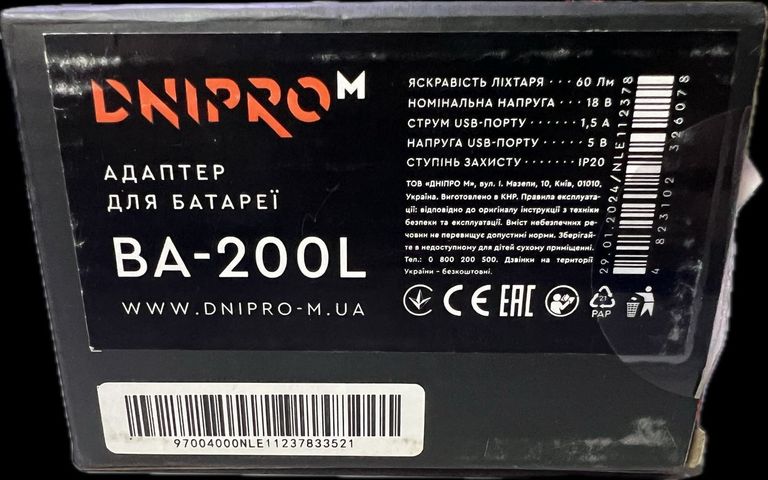 DNIPRO M
АДАПТЕР
ДЛЯ БАТАРЕЇ
BA-200L
WWW.DNIPRO-M.UA
ЯСКРАВІСТЬ ЛІХТАРЯ ··· 60 Лм
НОМІНАЛЬНА НАПРУГА ··· 18 В
СТРУМ USB-ПОРТУ ······ 1,5 А
НАПРУГА USB-ПОРТУ ······ 5 В
СТУПІНЬ ЗАХИСТУ ······· IP20
ТОВ «ДНІПРО М», вул. І. Мазепи, 10, Київ, 01010,
Україна. Виготовлено в КНР. Правила експлуата-
ції: відповідно до оригіналу інструкції з техніки
безпеки та експлуатації. Вміст небезпечних ре-
човин не перевищує допустимі норми. Зберігай-
те в недоступному для дітей сухому приміщенні.
Тел.: 0 800 200 500. Дзвінки на території
України - безкоштовні.
CE EAC
23
PAP
29.01.2024/NLE112378
4 823102 326078
97004000NLE11237833521